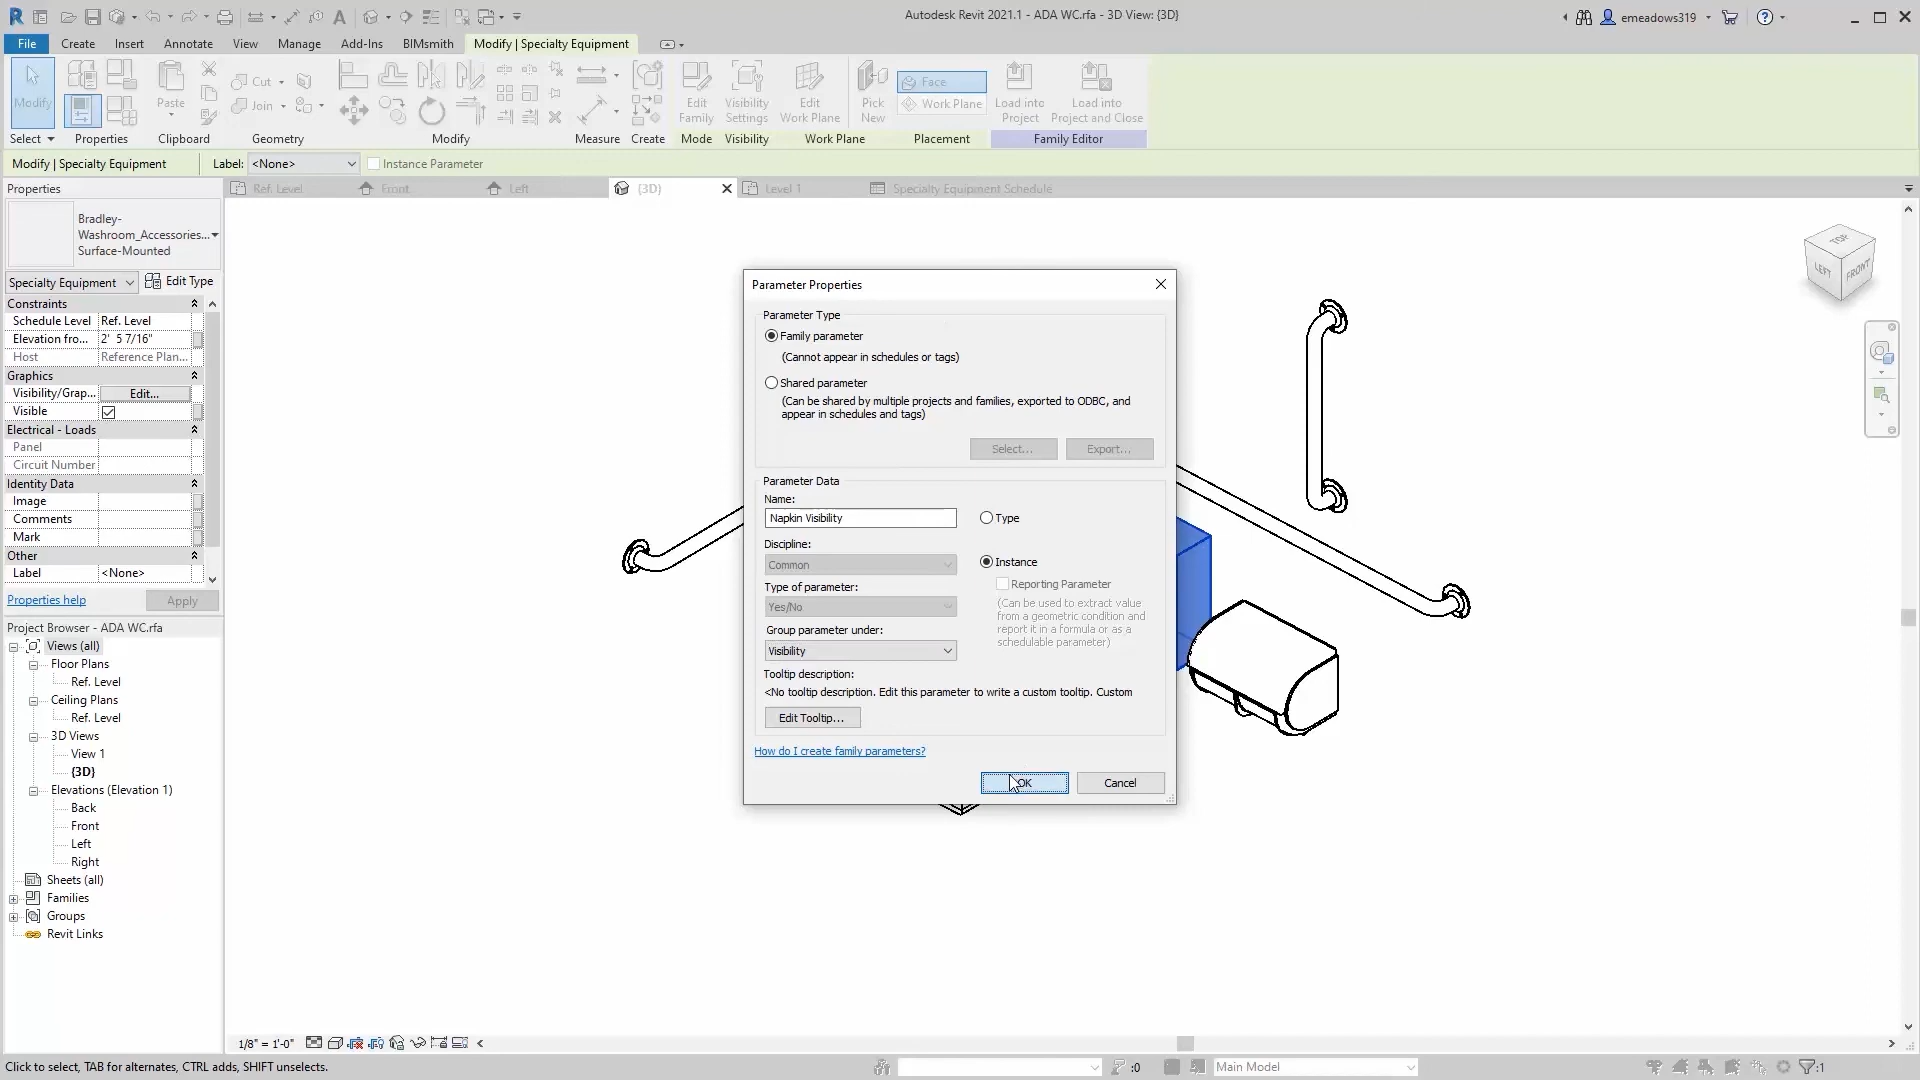 Autodesk Revit 2021.1 - ADA WC.rfa - 3D View: {3D}
emeadows319
File Create Insert Annotate View Manage Add-Ins BIMsmith Modify | Specialty Equipment
Modify
Paste
Cut
Join
Edit Family
Visibility Settings
Edit Work Plane
Pick New
Face
Work Plane
Load into Project
Load into Project and Close
Select Properties Clipboard Geometry Modify Measure Create Mode Visibility Work Plane Placement Family Editor
Modify | Specialty Equipment Label: <None> Instance Parameter
Properties
Ref. Level Front Left {3D} Level 1 Specialty Equipment Schedule
Bradley-
Washroom_Accessories...
Surface-Mounted
Specialty Equipment Edit Type
Constraints
Schedule Level Ref. Level
Elevation fro... 2' 5 7/16"
Host Reference Plan...
Graphics
Visibility/Grap... Edit...
Visible
Electrical - Loads
Panel
Circuit Number
Identity Data
Image
Comments
Mark
Other
Label <None>
Properties help Apply
Project Browser - ADA WC.rfa
Views (all)
Floor Plans
Ref. Level
Ceiling Plans
Ref. Level
3D Views
View 1
{3D}
Elevations (Elevation 1)
Back
Front
Left
Right
Sheets (all)
Families
Groups
Revit Links
Parameter Properties
Parameter Type
Family parameter
(Cannot appear in schedules or tags)
Shared parameter
(Can be shared by multiple projects and families, exported to ODBC, and
appear in schedules and tags)
Select... Export...
Parameter Data
Name:
Napkin Visibility
Type
Discipline:
Common
Instance
Type of parameter:
Reporting Parameter
Yes/No
(Can be used to extract value
from a geometric condition and
report it in a formula or as a
schedulable parameter)
Group parameter under:
Visibility
Tooltip description:
<No tooltip description. Edit this parameter to write a custom tooltip. Custom
Edit Tooltip...
How do I create family parameters?
OK Cancel
TOP
LEFT
FRONT
1/8" = 1'-0"
Click to select, TAB for alternates, CTRL adds, SHIFT unselects.
:0
Main Model
:1